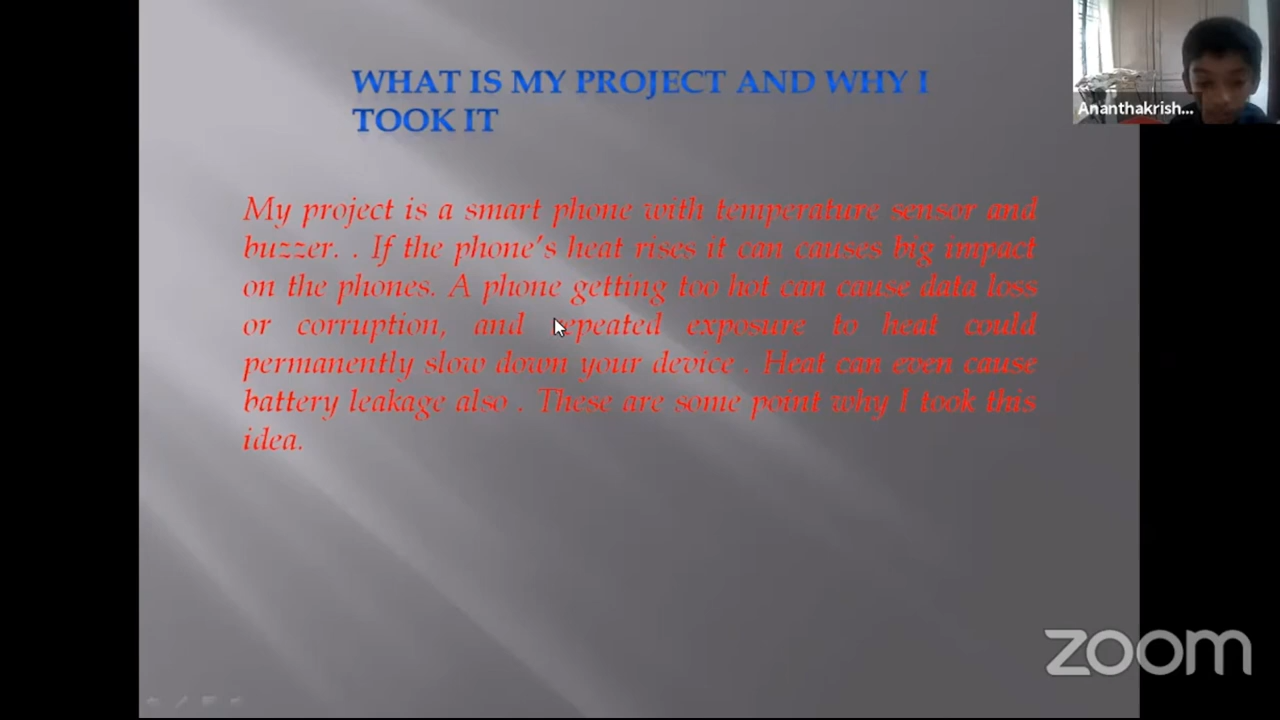 WHAT IS MY PROJECT AND WHY I
TOOK IT
Ananthakrish...
My project is a smart phone with temperature sensor and
buzzer. . If the phone's heat rises it can causes big impact
on the phones. A phone getting too hot can cause data loss
or corruption, and repeated exposure to heat could
permanently slow down your device . Heat can even cause
battery leakage also . These are some point why I took this
idea.
zoom